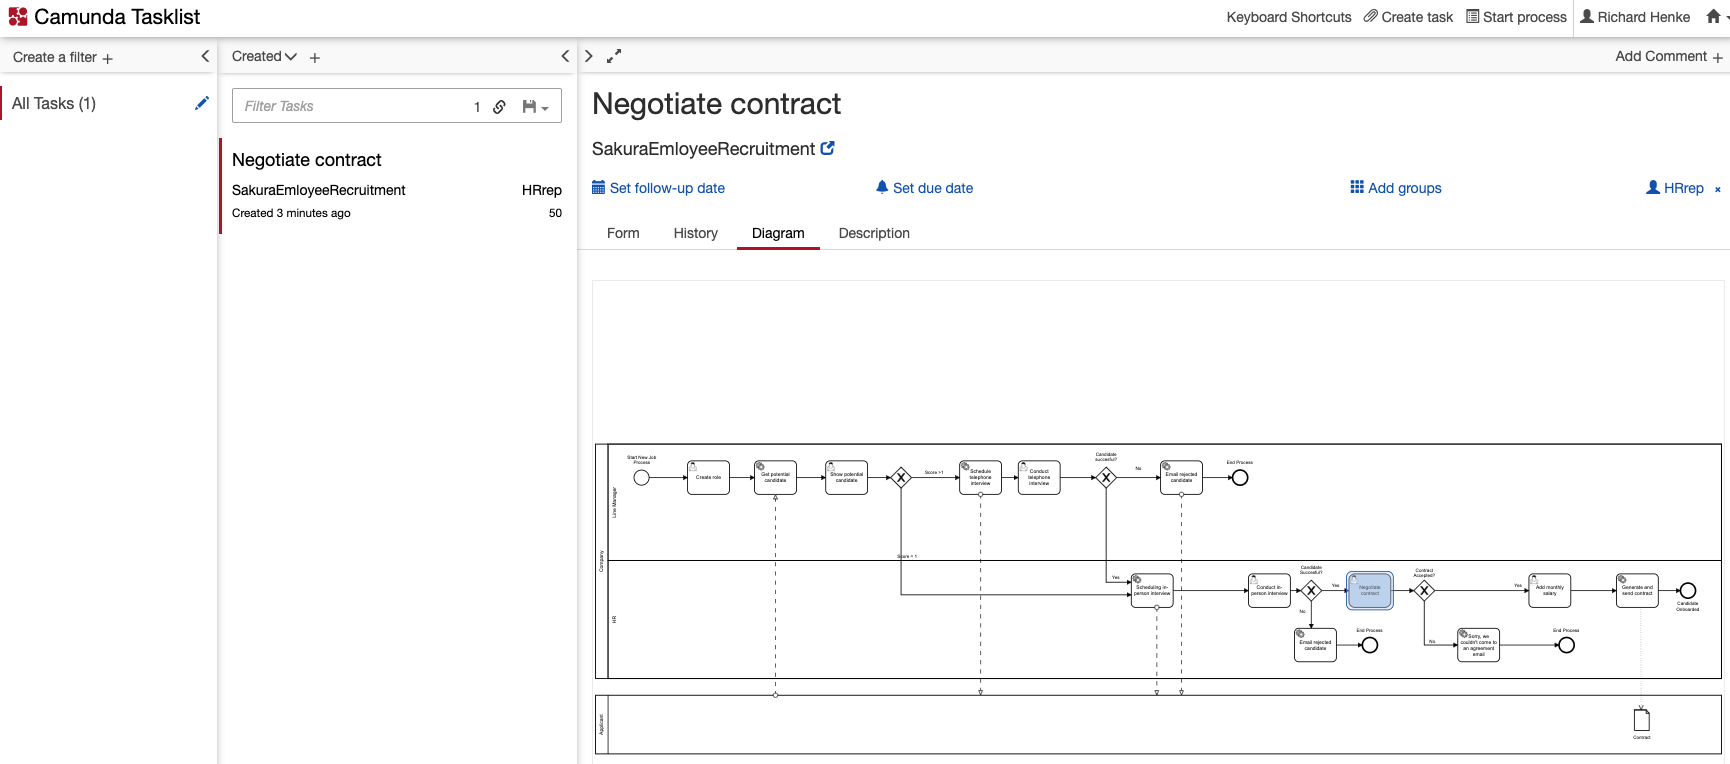 Camunda Tasklist
Keyboard Shortcuts
Create task
Start process
Richard Henke
Create a filter +
Created
+
Add Comment +
All Tasks (1)
Filter Tasks
1
Negotiate contract
SakuraEmloyeeRecruitment
HRrep
Created 3 minutes ago
50
Negotiate contract
SakuraEmloyeeRecruitment
Set follow-up date
Set due date
Add groups
HRrep ×
Form
History
Diagram
Description
Company
Line Manager
Start New Job
Process
Create role
Get potential
candidate
Show potential
candidate
Score >1
Score = 1
Schedule
telephone
interview
Conduct
telephone
interview
Candidate
succesful?
No
Yes
Email rejected
candidate
End Process
HR
Scheduling in-
person interview
Conduct in-
person interview
Candidate
Succesful?
Yes
No
Email rejected
candidate
End Process
Negotiate
contract
Contract
Accepted?
Yes
No
Sorry, we
couldn't come to
an agreement
email
End Process
Add monthly
salary
Generate and
send contract
Candidate
Onboarded
Applicant
Contract